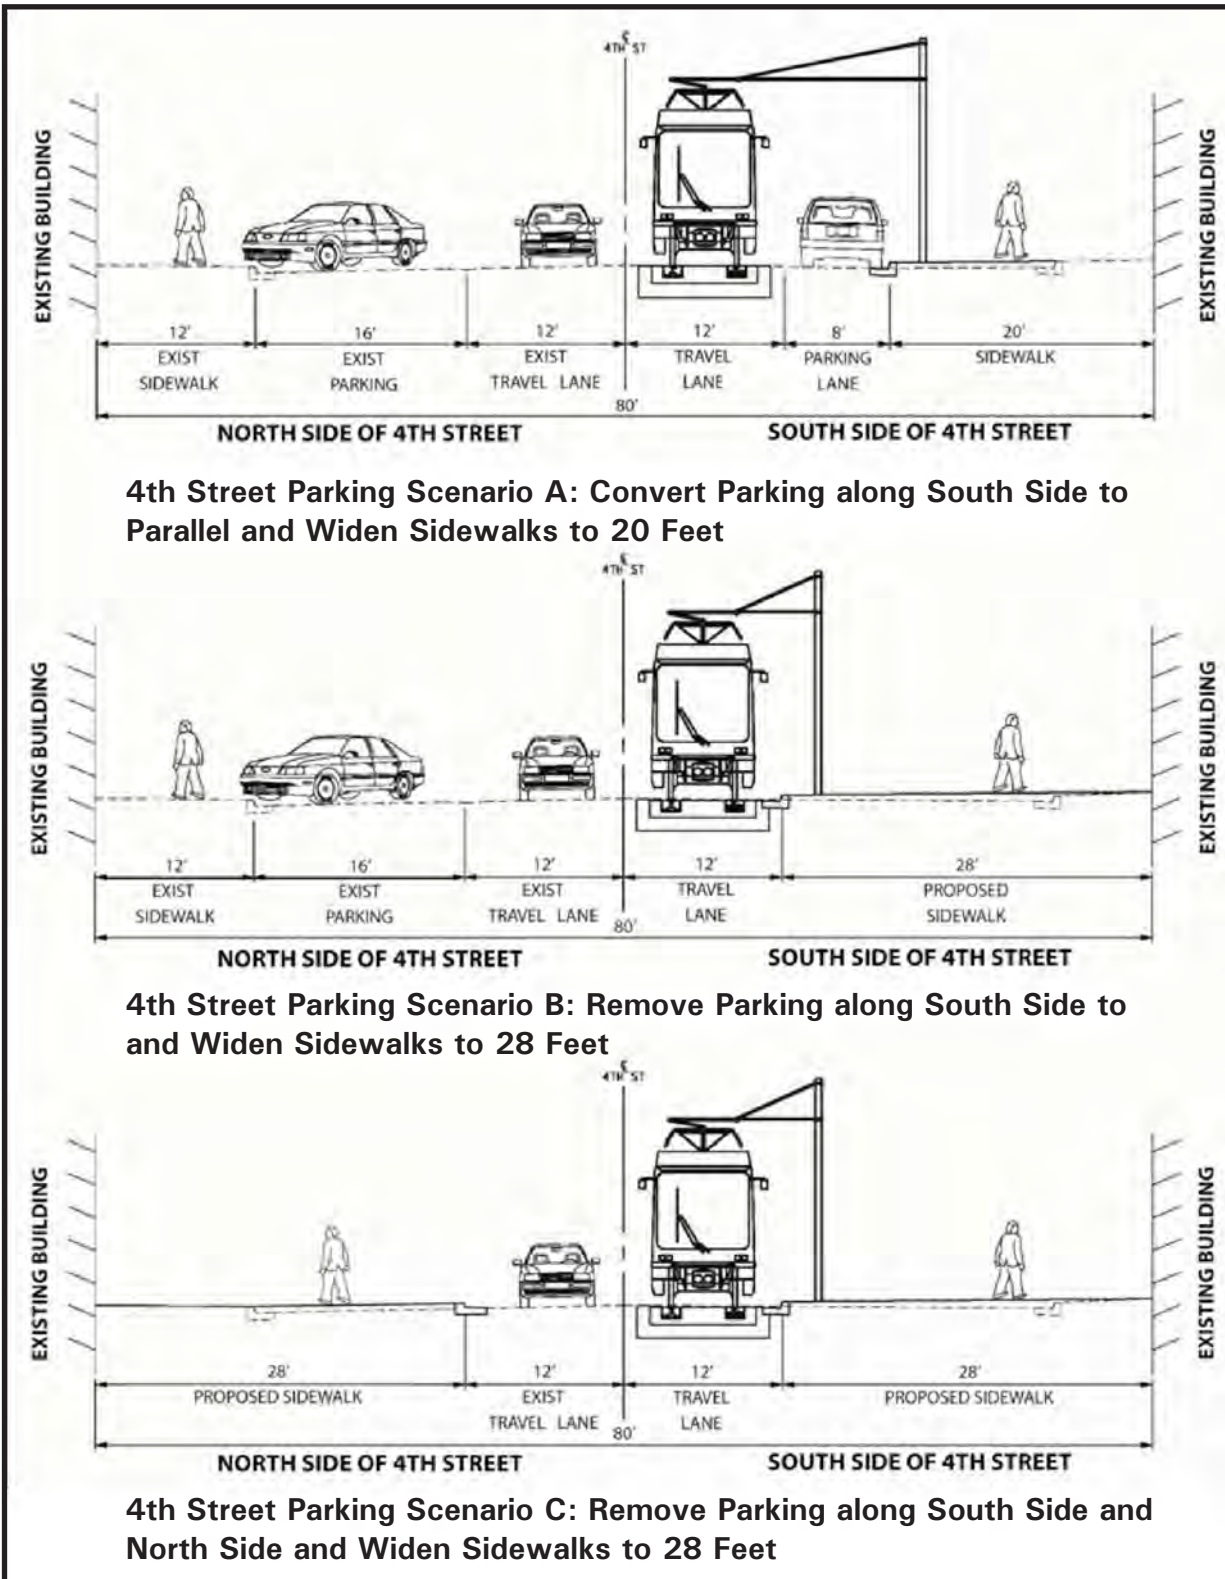 ℄
4TH ST
EXISTING BUILDING
EXISTING BUILDING
12' 16' 12' 12' 8' 20'
EXIST EXIST EXIST TRAVEL PARKING SIDEWALK
SIDEWALK PARKING TRAVEL LANE LANE LANE
80'
NORTH SIDE OF 4TH STREET SOUTH SIDE OF 4TH STREET
4th Street Parking Scenario A: Convert Parking along South Side to
Parallel and Widen Sidewalks to 20 Feet
℄
4TH ST
EXISTING BUILDING
EXISTING BUILDING
12' 16' 12' 12' 28'
EXIST EXIST EXIST TRAVEL PROPOSED
SIDEWALK PARKING TRAVEL LANE LANE SIDEWALK
80'
NORTH SIDE OF 4TH STREET SOUTH SIDE OF 4TH STREET
4th Street Parking Scenario B: Remove Parking along South Side to
and Widen Sidewalks to 28 Feet
℄
4TH ST
EXISTING BUILDING
EXISTING BUILDING
28' 12' 12' 28'
PROPOSED SIDEWALK EXIST TRAVEL PROPOSED SIDEWALK
TRAVEL LANE LANE
80'
NORTH SIDE OF 4TH STREET SOUTH SIDE OF 4TH STREET
4th Street Parking Scenario C: Remove Parking along South Side and
North Side and Widen Sidewalks to 28 Feet